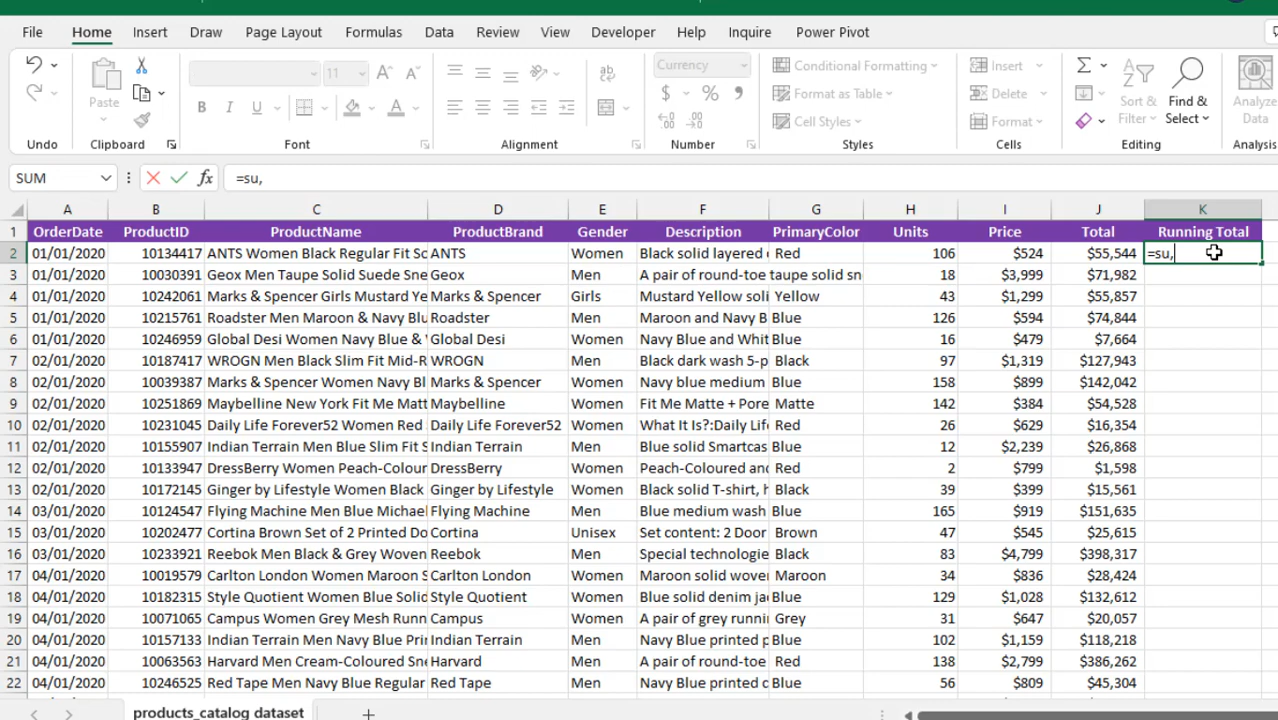 File Home Insert Draw Page Layout Formulas Data Review View Developer Help Inquire Power Pivot
11 Currency Conditional Formatting Insert
Paste Format as Table Delete Sort & Find & Analyze
Cell Styles Format Filter Select Data
Undo Clipboard Font Alignment Number Styles Cells Editing Analysis
SUM fx =su,
A B C D E F G H I J K
1 OrderDate ProductID ProductName ProductBrand Gender Description PrimaryColor Units Price Total Running Total
2 01/01/2020 10134417 ANTS Women Black Regular Fit Sc ANTS Women Black solid layered Red 106 $524 $55,544 =su,
3 01/01/2020 10030391 Geox Men Taupe Solid Suede Sne Geox Men A pair of round-toe taupe solid sn 18 $3,999 $71,982
4 01/01/2020 10242061 Marks & Spencer Girls Mustard Ye Marks & Spencer Girls Mustard Yellow soli Yellow 43 $1,299 $55,857
5 01/01/2020 10215761 Roadster Men Maroon & Navy Blu Roadster Men Maroon and Navy B Blue 126 $594 $74,844
6 01/01/2020 10246959 Global Desi Women Navy Blue & Global Desi Women Navy Blue and Whit Blue 16 $479 $7,664
7 02/01/2020 10187417 WROGN Men Black Slim Fit Mid-R WROGN Men Black dark wash 5-p Black 97 $1,319 $127,943
8 02/01/2020 10039387 Marks & Spencer Women Navy Bl Marks & Spencer Women Navy blue medium Blue 158 $899 $142,042
9 02/01/2020 10251869 Maybelline New York Fit Me Matt Maybelline Women Fit Me Matte + Pore Matte 142 $384 $54,528
10 02/01/2020 10231045 Daily Life Forever52 Women Red Daily Life Forever52 Women What It Is?:Daily Life Red 26 $629 $16,354
11 02/01/2020 10155907 Indian Terrain Men Blue Slim Fit S Indian Terrain Men Blue solid Smartcas Blue 12 $2,239 $26,868
12 02/01/2020 10133947 DressBerry Women Peach-Colour DressBerry Women Peach-Coloured and Red 2 $799 $1,598
13 02/01/2020 10172145 Ginger by Lifestyle Women Black Ginger by Lifestyle Women Black solid T-shirt, h Black 39 $399 $15,561
14 03/01/2020 10124547 Flying Machine Men Blue Michael Flying Machine Men Blue medium wash Blue 165 $919 $151,635
15 03/01/2020 10202477 Cortina Brown Set of 2 Printed Do Cortina Unisex Set content: 2 Door Brown 47 $545 $25,615
16 03/01/2020 10233921 Reebok Men Black & Grey Woven Reebok Men Special technologie Black 83 $4,799 $398,317
17 04/01/2020 10019579 Carlton London Women Maroon S Carlton London Women Maroon solid wover Maroon 34 $836 $28,424
18 04/01/2020 10182315 Style Quotient Women Blue Solid Style Quotient Women Blue solid denim ja Blue 129 $1,028 $132,612
19 04/01/2020 10071065 Campus Women Grey Mesh Runn Campus Women A pair of grey runni Grey 31 $647 $20,057
20 04/01/2020 10157133 Indian Terrain Men Navy Blue Prin Indian Terrain Men Navy Blue printed p Blue 102 $1,159 $118,218
21 04/01/2020 10063563 Harvard Men Cream-Coloured Sne Harvard Men A pair of round-toe Red 138 $2,799 $386,262
22 04/01/2020 10246525 Red Tape Men Navy Blue Regular Red Tape Men Navy Blue printed c Blue 56 $809 $45,304
products_catalog dataset